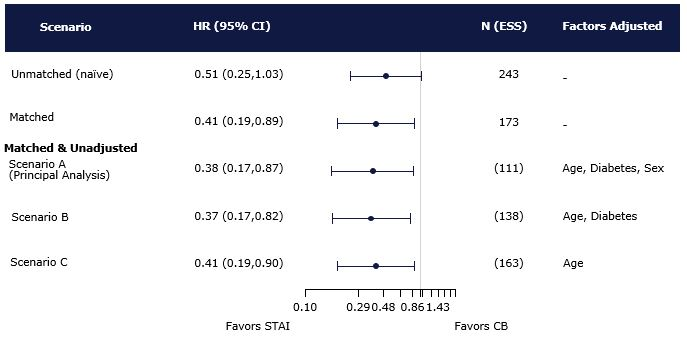 Scenario HR (95% CI) N (ESS) Factors Adjusted
Unmatched (naïve) 0.51 (0.25,1.03) 243 -
Matched 0.41 (0.19,0.89) 173 -
Matched & Unadjusted
Scenario A
(Principal Analysis) 0.38 (0.17,0.87) (111) Age, Diabetes, Sex
Scenario B 0.37 (0.17,0.82) (138) Age, Diabetes
Scenario C 0.41 (0.19,0.90) (163) Age
0.10 0.29 0.48 0.86 1.43
Favors STAI Favors CB